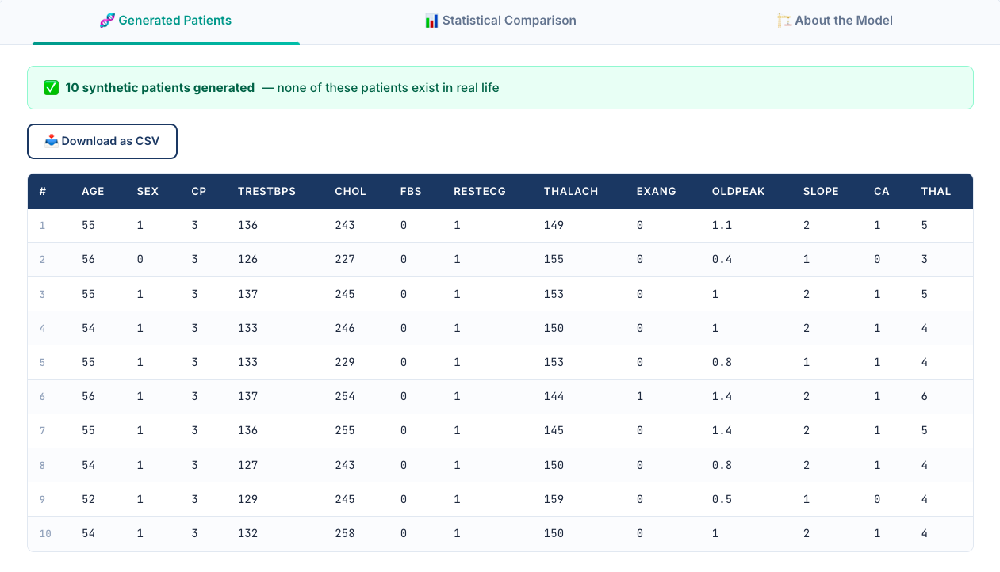 🧬 Generated Patients 📊 Statistical Comparison 🏗️ About the Model
✅ 10 synthetic patients generated — none of these patients exist in real life
📥 Download as CSV
# AGE SEX CP TRESTBPS CHOL FBS RESTECG THALACH EXANG OLDPEAK SLOPE CA THAL
1 55 1 3 136 243 0 1 149 0 1.1 2 1 5
2 56 0 3 126 227 0 1 155 0 0.4 1 0 3
3 55 1 3 137 245 0 1 153 0 1 2 1 5
4 54 1 3 133 246 0 1 150 0 1 2 1 4
5 55 1 3 133 229 0 1 153 0 0.8 1 1 4
6 56 1 3 137 254 0 1 144 1 1.4 2 1 6
7 55 1 3 136 255 0 1 145 0 1.4 2 1 5
8 54 1 3 127 243 0 1 150 0 0.8 2 1 4
9 52 1 3 129 245 0 1 159 0 0.5 1 0 4
10 54 1 3 132 258 0 1 150 0 1 2 1 4